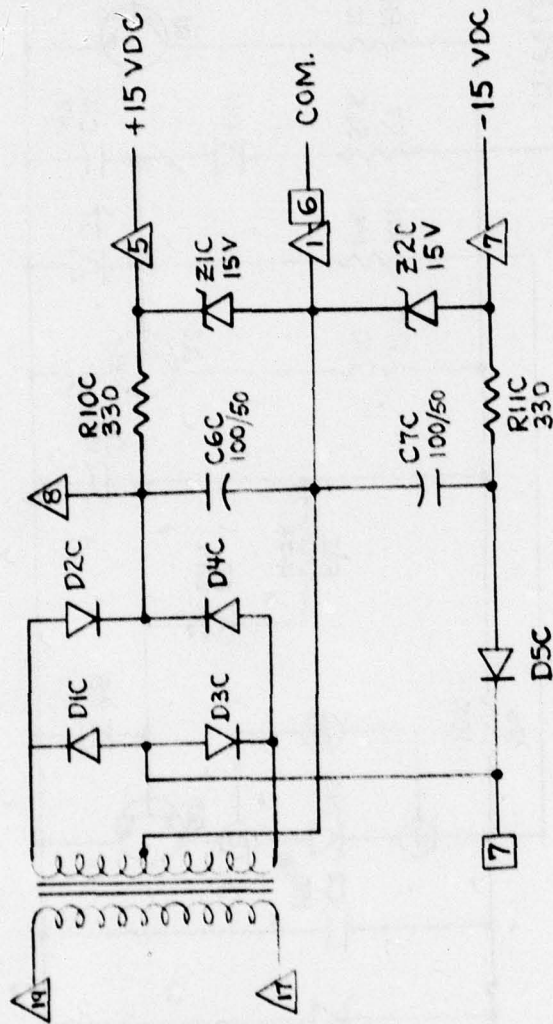 19
17
D1C
D2C
D3C
D4C
8
R10C
330
C6C
100/50
Z1C
15V
5
+15 VDC
1
6
COM.
C7C
100/50
Z2C
15V
7
-15 VDC
R11C
330
D5C
7